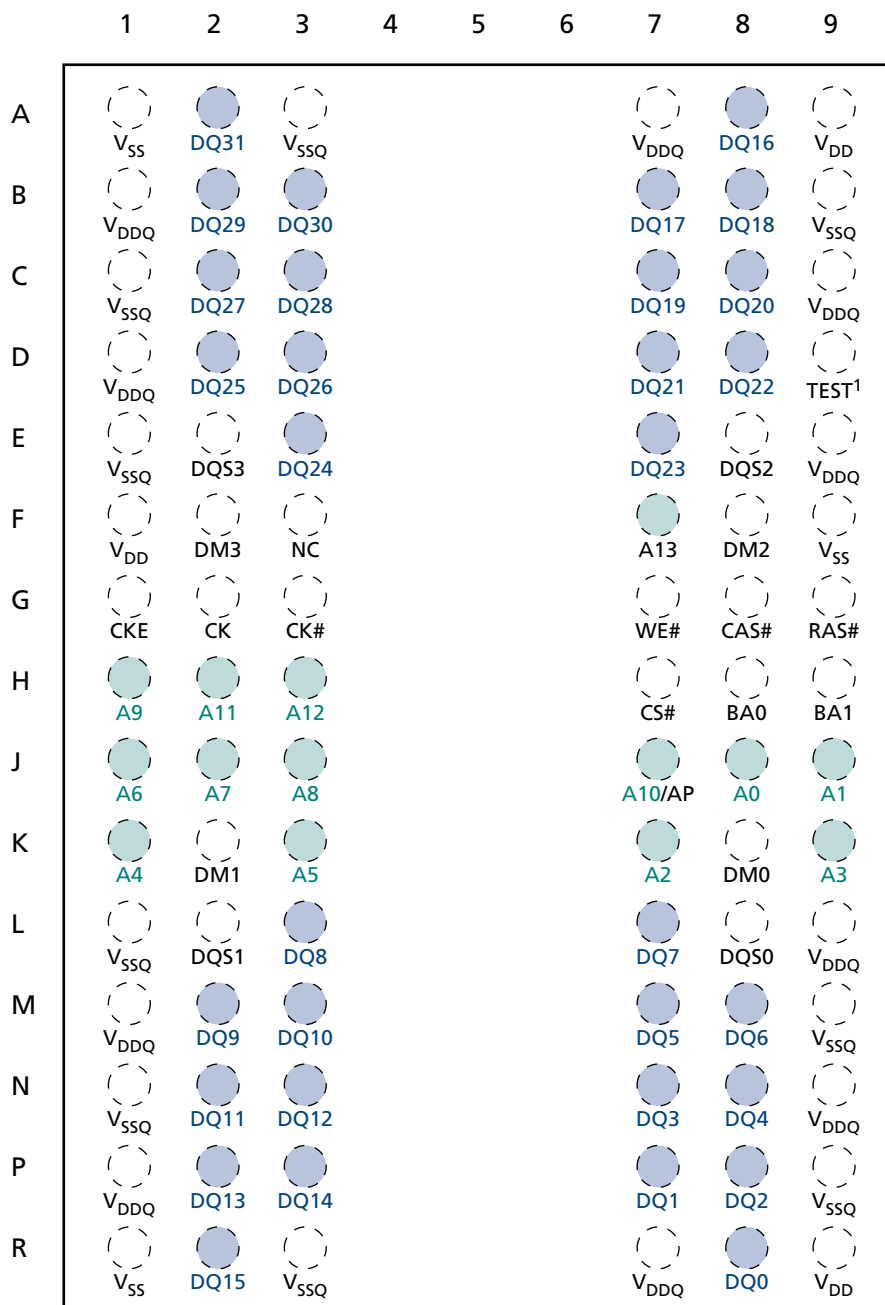 1 2 3 4 5 6 7 8 9
A
VSS DQ31 VSSQ VDDQ DQ16 VDD
B
VDDQ DQ29 DQ30 DQ17 DQ18 VSSQ
C
VSSQ DQ27 DQ28 DQ19 DQ20 VDDQ
D
VDDQ DQ25 DQ26 DQ21 DQ22 TEST1
E
VSSQ DQS3 DQ24 DQ23 DQS2 VDDQ
F
VDD DM3 NC A13 DM2 VSS
G
CKE CK CK# WE# CAS# RAS#
H
A9 A11 A12 CS# BA0 BA1
J
A6 A7 A8 A10/AP A0 A1
K
A4 DM1 A5 A2 DM0 A3
L
VSSQ DQS1 DQ8 DQ7 DQS0 VDDQ
M
VDDQ DQ9 DQ10 DQ5 DQ6 VSSQ
N
VSSQ DQ11 DQ12 DQ3 DQ4 VDDQ
P
VDDQ DQ13 DQ14 DQ1 DQ2 VSSQ
R
VSS DQ15 VSSQ VDDQ DQ0 VDD